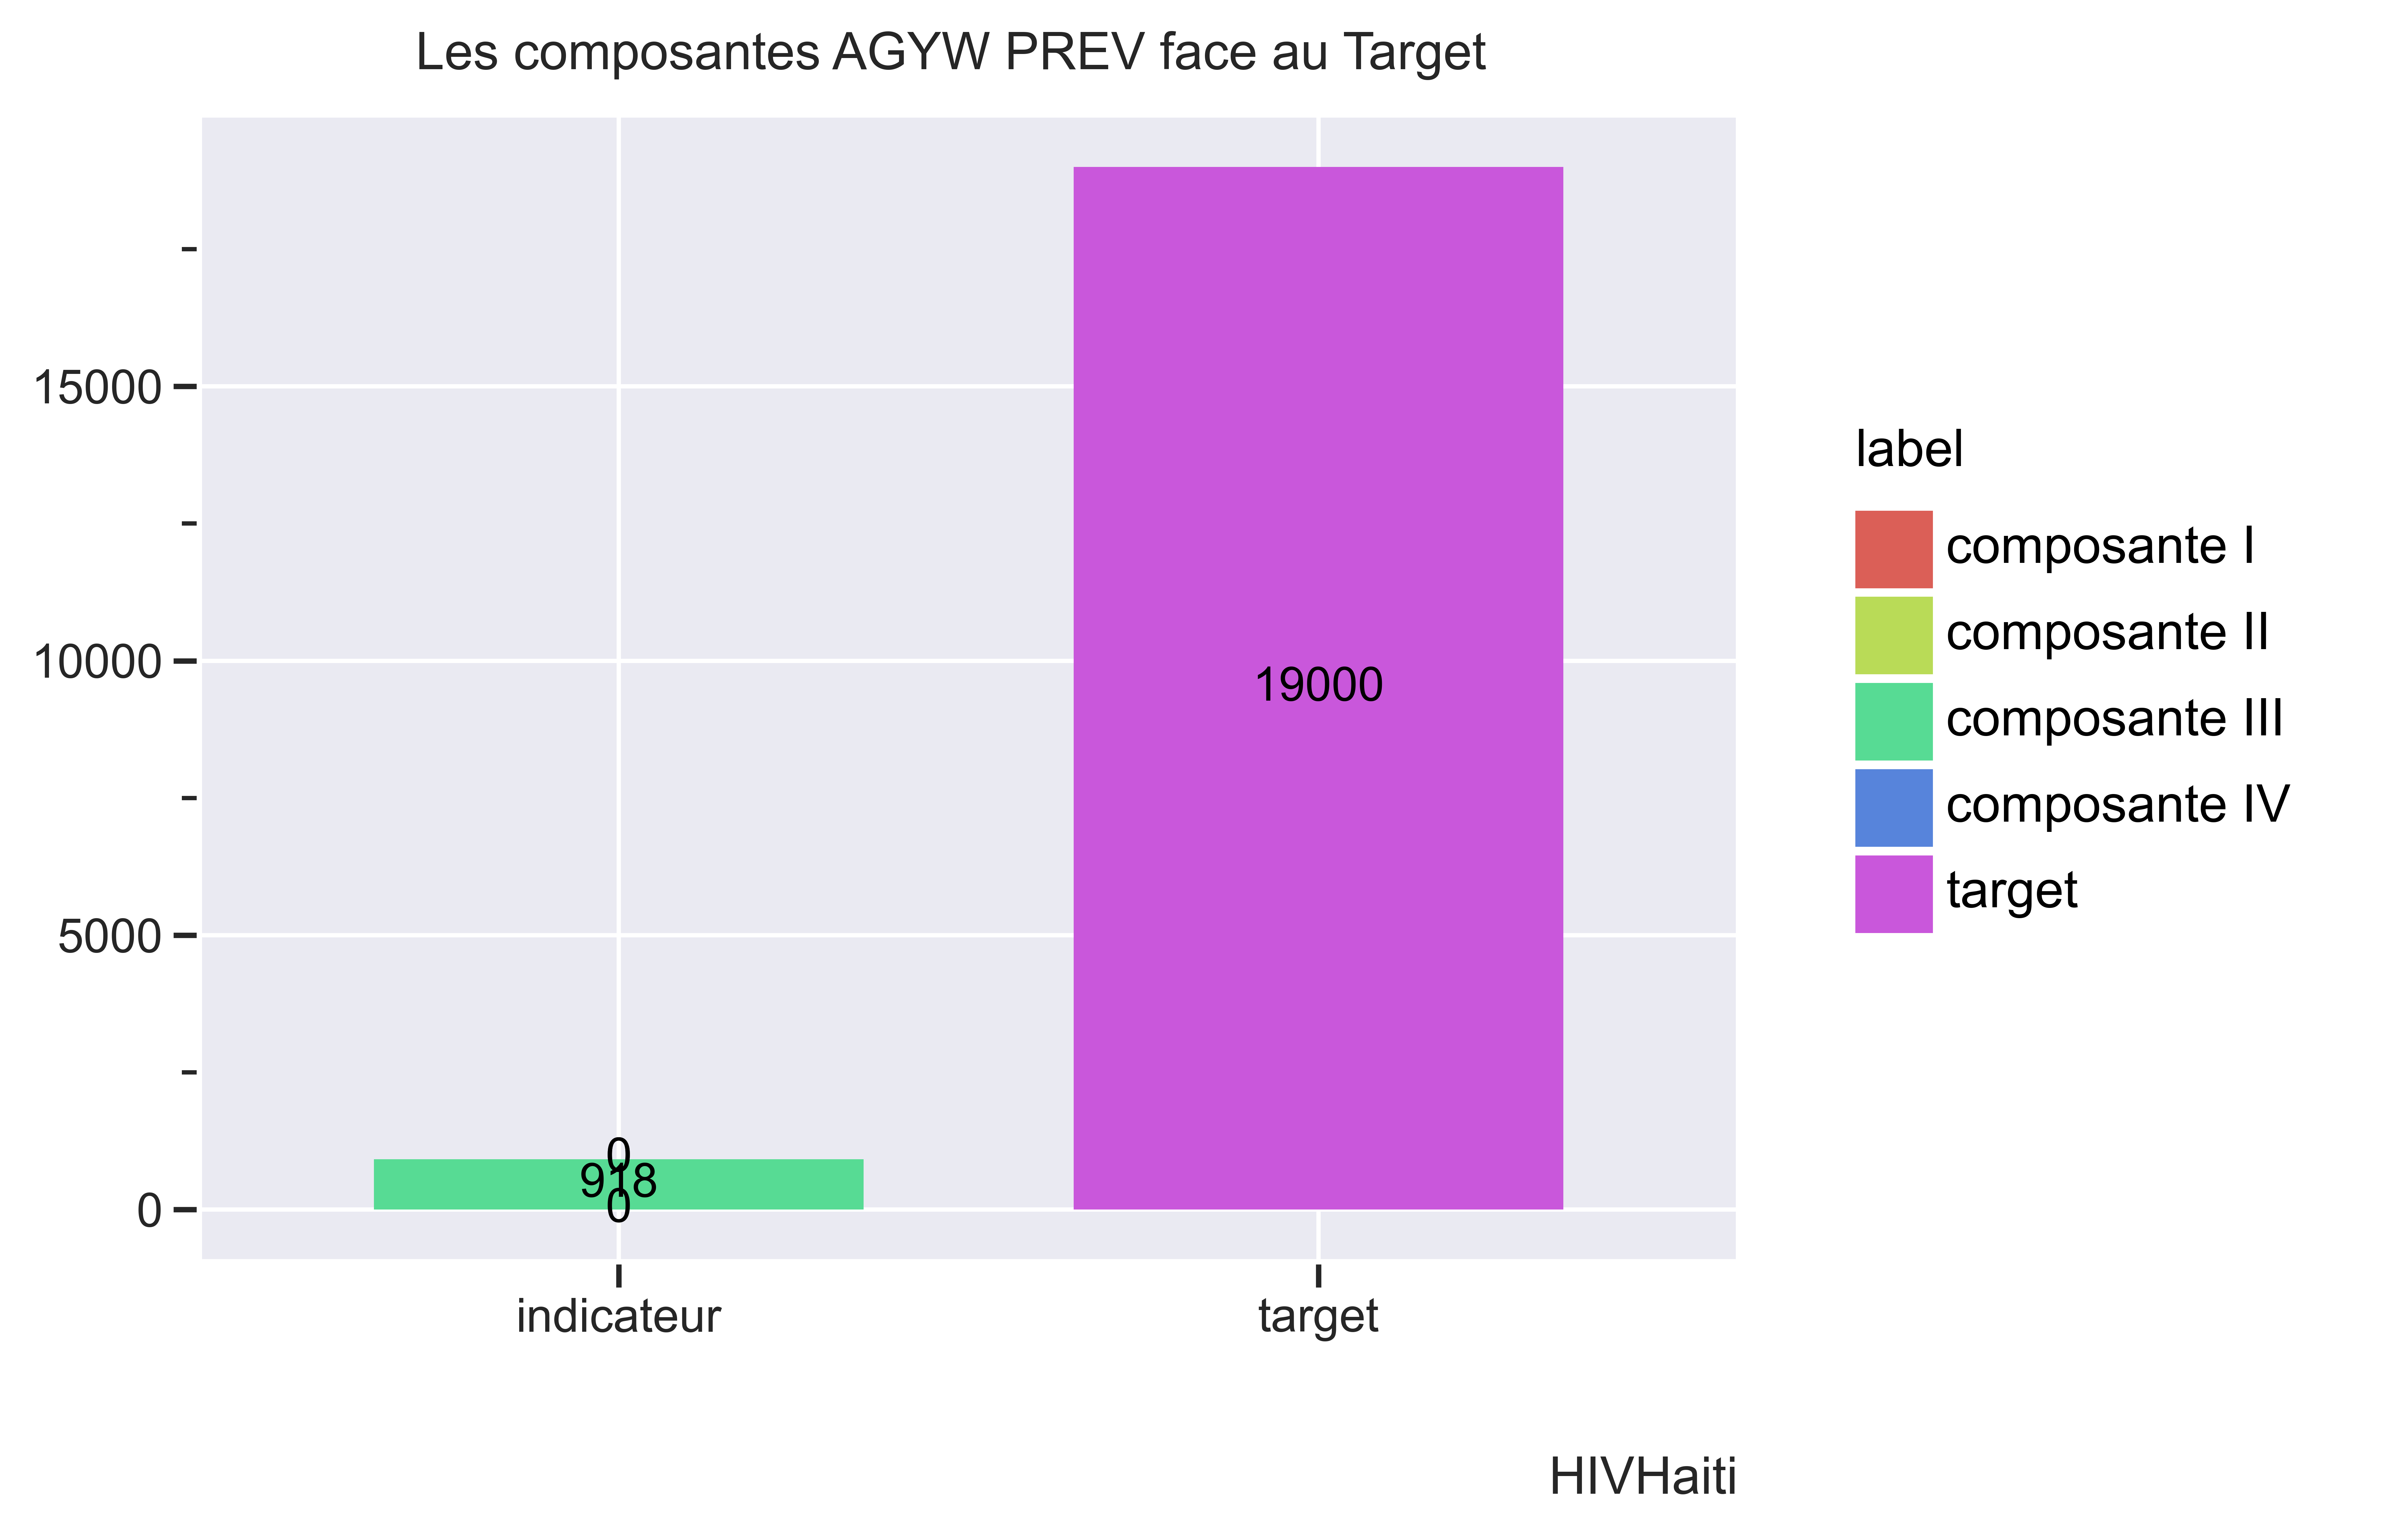 Les composantes AGYW PREV face au Target
15000
10000
5000
0
19000
0
918
0
indicateur
target
label
composante I
composante II
composante III
composante IV
target
HIVHaiti